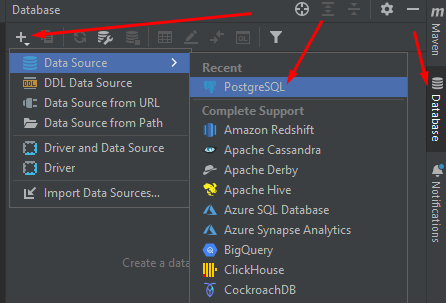 Database
Data Source
DDL Data Source
DDL
Data Source from URL
Data Source from Path
Driver and Data Source
Driver
Import Data Sources...
Create a data
Recent
PostgreSQL
Complete Support
Amazon Redshift
Apache Cassandra
Apache Derby
Apache Hive
Azure SQL Database
Azure Synapse Analytics
BigQuery
ClickHouse
CockroachDB
m
Maven
Database
Notifications